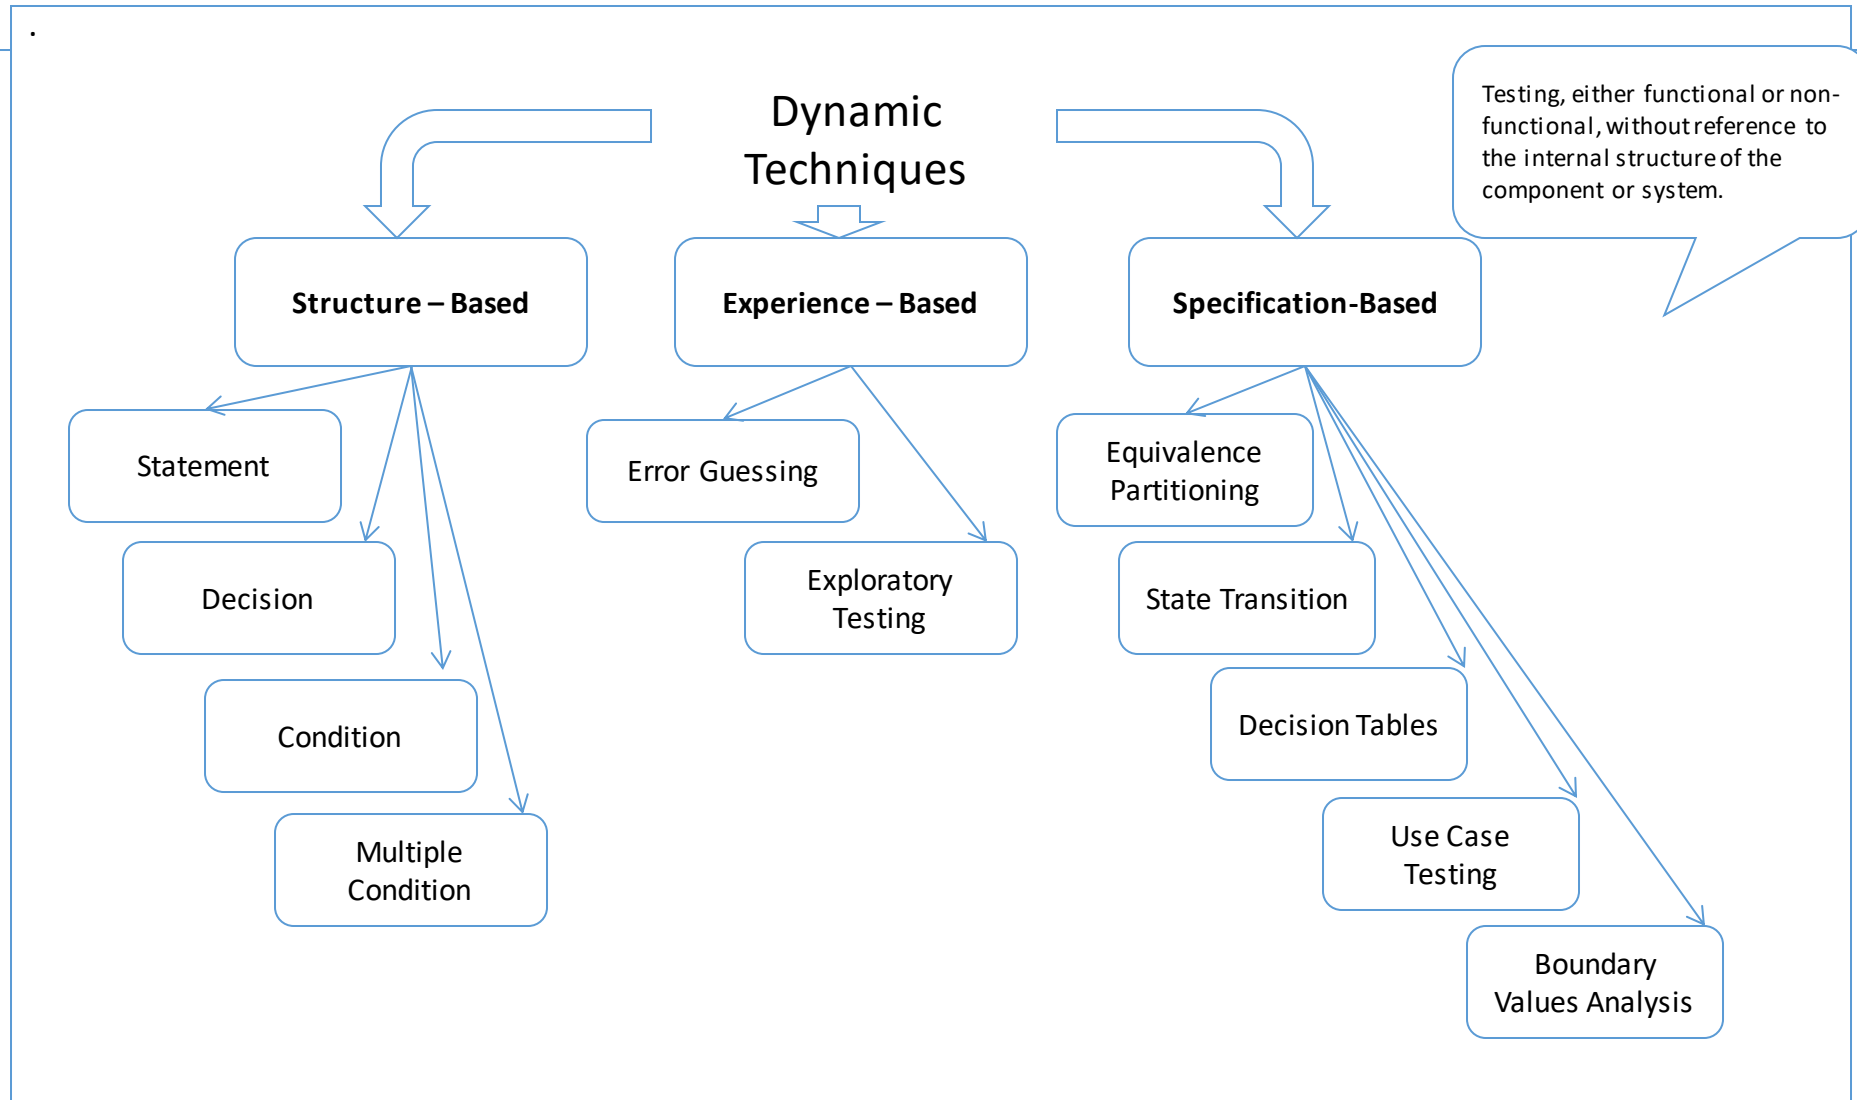 .
Dynamic
Techniques
Testing, either functional or non-
functional, without reference to
the internal structure of the
component or system.
Structure – Based
Experience – Based
Specification-Based
Statement
Error Guessing
Equivalence
Partitioning
Decision
Exploratory
Testing
State Transition
Condition
Decision Tables
Multiple
Condition
Use Case
Testing
Boundary
Values Analysis